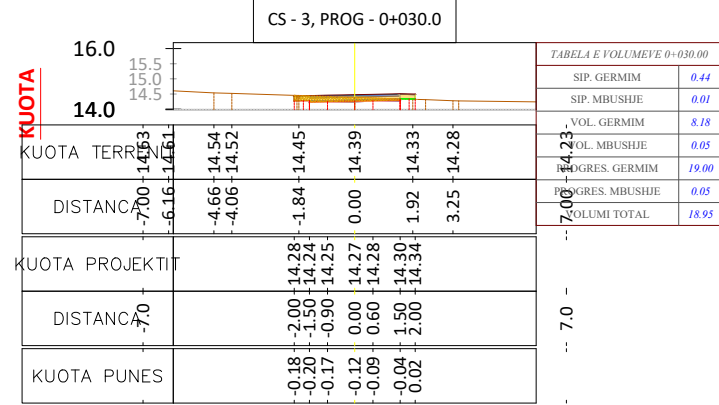 CS - 3, PROG - 0+030.0
KUOTA
16.0
15.5
15.0
14.5
14.0
TABELA E VOLUMEVE 0+030.00
SIP. GERMIM 0.44
SIP. MBUSHJE 0.01
VOL. GERMIM 8.18
VOL. MBUSHJE 0.05
PROGRES. GERMIM 19.00
PROGRES. MBUSHJE 0.05
VOLUMI TOTAL 18.95
KUOTA TERRENIT 14.63 14.61 14.54 14.52 14.45 14.39 14.33 14.28 14.23
DISTANCA -7.00 -6.16 -4.66 -4.06 -1.84 0.00 1.92 3.25 7.00
KUOTA PROJEKTIT 14.28 14.24 14.25 14.27 14.28 14.30 14.34
DISTANCA -7.0 -2.00 -1.50 -0.90 0.00 0.60 1.50 2.00 7.0
KUOTA PUNES -0.18 -0.20 -0.17 -0.12 -0.09 -0.04 0.02